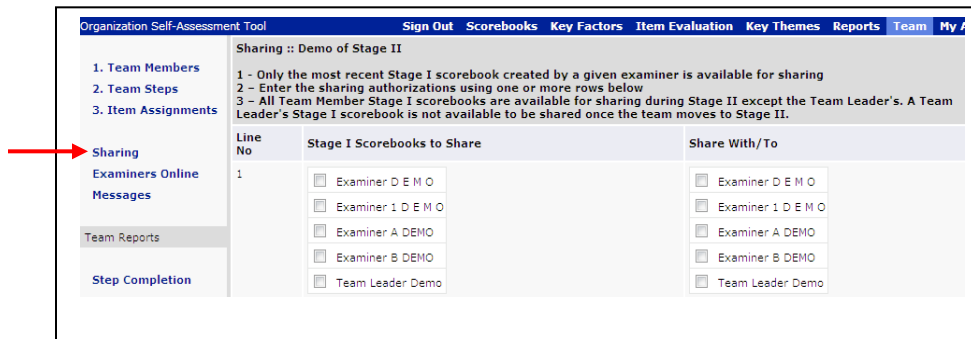 Organization Self-Assessment Tool
Sign Out Scorebooks Key Factors Item Evaluation Key Themes Reports Team My A
1. Team Members
2. Team Steps
3. Item Assignments
Sharing
Examiners Online
Messages
Team Reports
Step Completion
Sharing :: Demo of Stage II
1 - Only the most recent Stage I scorebook created by a given examiner is available for sharing
2 – Enter the sharing authorizations using one or more rows below
3 – All Team Member Stage I scorebooks are available for sharing during Stage II except the Team Leader's. A Team
Leader's Stage I scorebook is not available to be shared once the team moves to Stage II.
Line No Stage I Scorebooks to Share Share With/To
1 Examiner D E M O Examiner D E M O
Examiner 1 D E M O Examiner 1 D E M O
Examiner A DEMO Examiner A DEMO
Examiner B DEMO Examiner B DEMO
Team Leader Demo Team Leader Demo